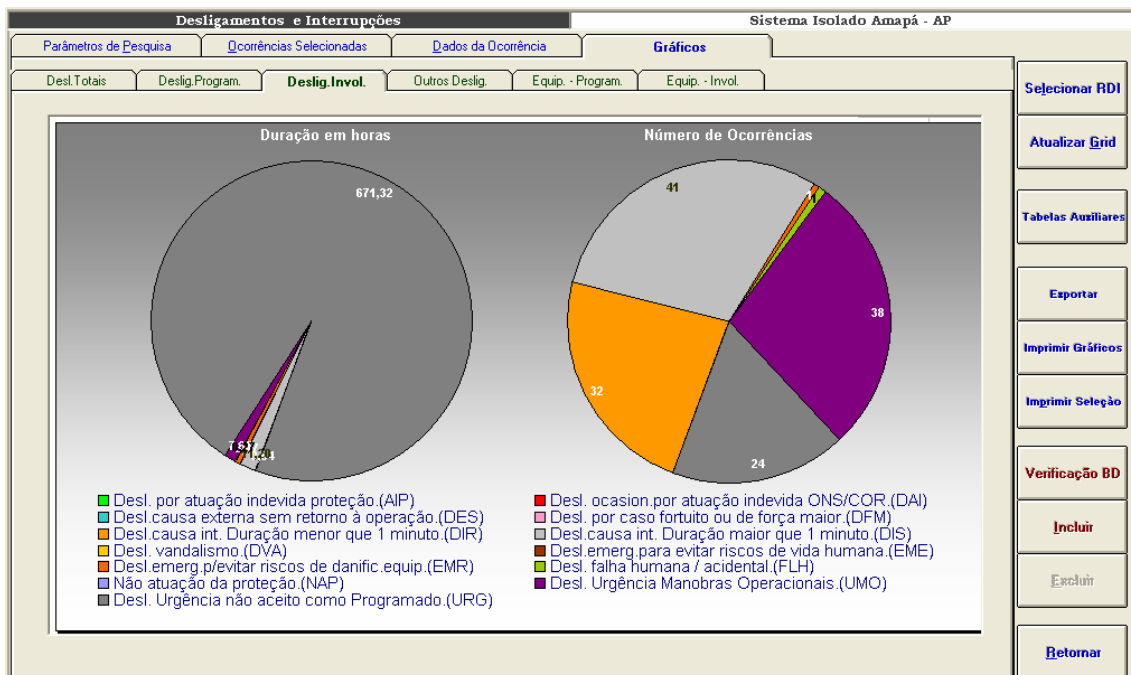 Desligamentos e Interrupções
Sistema Isolado Amapá - AP
Parâmetros de Pesquisa
Ocorrências Selecionadas
Dados da Ocorrência
Gráficos
Desl.Totais
Deslig.Program.
Deslig.Invol.
Outros Deslig.
Equip. - Program.
Equip. - Invol.
Duração em horas
Número de Ocorrências
671,32
41
1
38
32
24
Desl. por atuação indevida proteção.(AIP)
Desl.causa externa sem retorno à operação.(DES)
Desl.causa int. Duração menor que 1 minuto.(DIR)
Desl. vandalismo.(DVA)
Desl.emerg.p/evitar riscos de danific.equip.(EMR)
Não atuação da proteção.(NAP)
Desl. Urgência não aceito como Programado.(URG)
Desl. ocasion.por atuação indevida ONS/COR.(DAI)
Desl. por caso fortuito ou de força maior.(DFM)
Desl.causa int. Duração maior que 1 minuto.(DIS)
Desl.emerg.para evitar riscos de vida humana.(EME)
Desl. falha humana / acidental.(FLH)
Desl. Urgência Manobras Operacionais.(UMO)
Selecionar RDI
Atualizar Grid
Tabelas Auxiliares
Exportar
Imprimir Gráficos
Imprimir Seleção
Verificação BD
Incluir
Excluir
Retornar